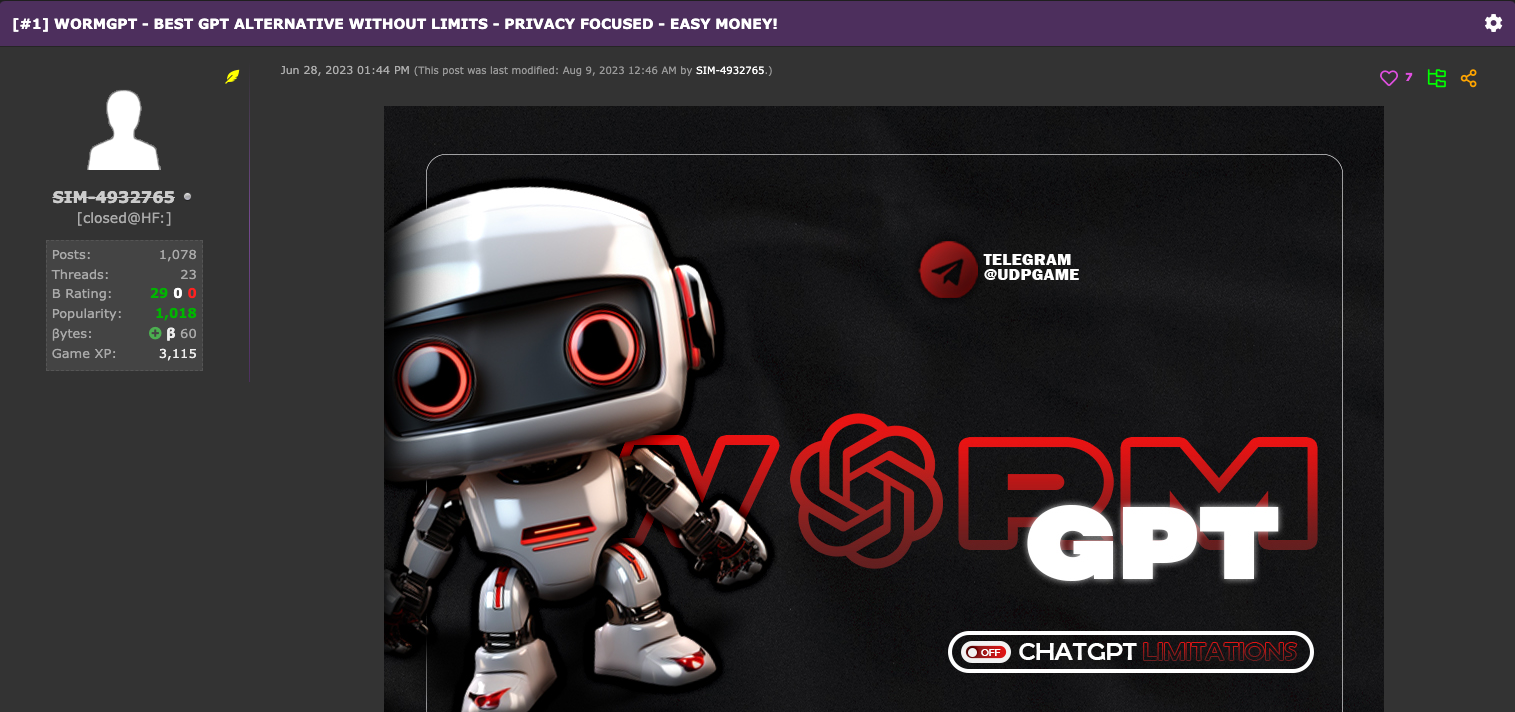 [#1] WORMGPT - BEST GPT ALTERNATIVE WITHOUT LIMITS - PRIVACY FOCUSED - EASY MONEY!
Jun 28, 2023 01:44 PM (This post was last modified: Aug 9, 2023 12:46 AM by SIM-4932765.)
7
SIM-4932765
[closed@HF:]
Posts: 1,078
Threads: 23
B Rating: 29 0 0
Popularity: 1,018
βytes: β 60
Game XP: 3,115
TELEGRAM
@UDPGAME
WORM
GPT
OFF CHATGPT LIMITATIONS